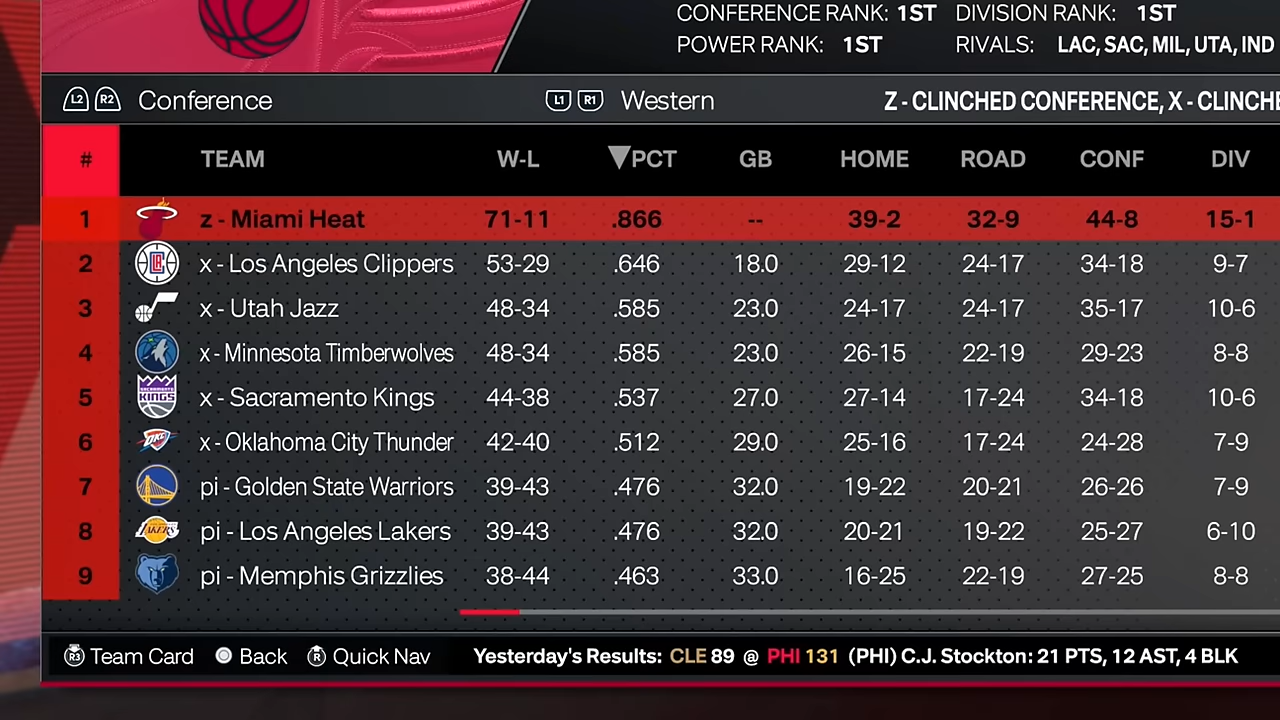 CONFERENCE RANK: 1ST DIVISION RANK: 1ST
POWER RANK: 1ST RIVALS: LAC, SAC, MIL, UTA, IND
L2 R2 Conference L1 R1 Western Z - CLINCHED CONFERENCE, X - CLINCHE
# TEAM W-L PCT GB HOME ROAD CONF DIV
1 z - Miami Heat 71-11 .866 -- 39-2 32-9 44-8 15-1
2 x - Los Angeles Clippers 53-29 .646 18.0 29-12 24-17 34-18 9-7
3 x - Utah Jazz 48-34 .585 23.0 24-17 24-17 35-17 10-6
4 x - Minnesota Timberwolves 48-34 .585 23.0 26-15 22-19 29-23 8-8
5 x - Sacramento Kings 44-38 .537 27.0 27-14 17-24 34-18 10-6
6 x - Oklahoma City Thunder 42-40 .512 29.0 25-16 17-24 24-28 7-9
7 pi - Golden State Warriors 39-43 .476 32.0 19-22 20-21 26-26 7-9
8 pi - Los Angeles Lakers 39-43 .476 32.0 20-21 19-22 25-27 6-10
9 pi - Memphis Grizzlies 38-44 .463 33.0 16-25 22-19 27-25 8-8
R3 Team Card Back R Quick Nav Yesterday's Results: CLE 89 @ PHI 131 (PHI) C.J. Stockton: 21 PTS, 12 AST, 4 BLK